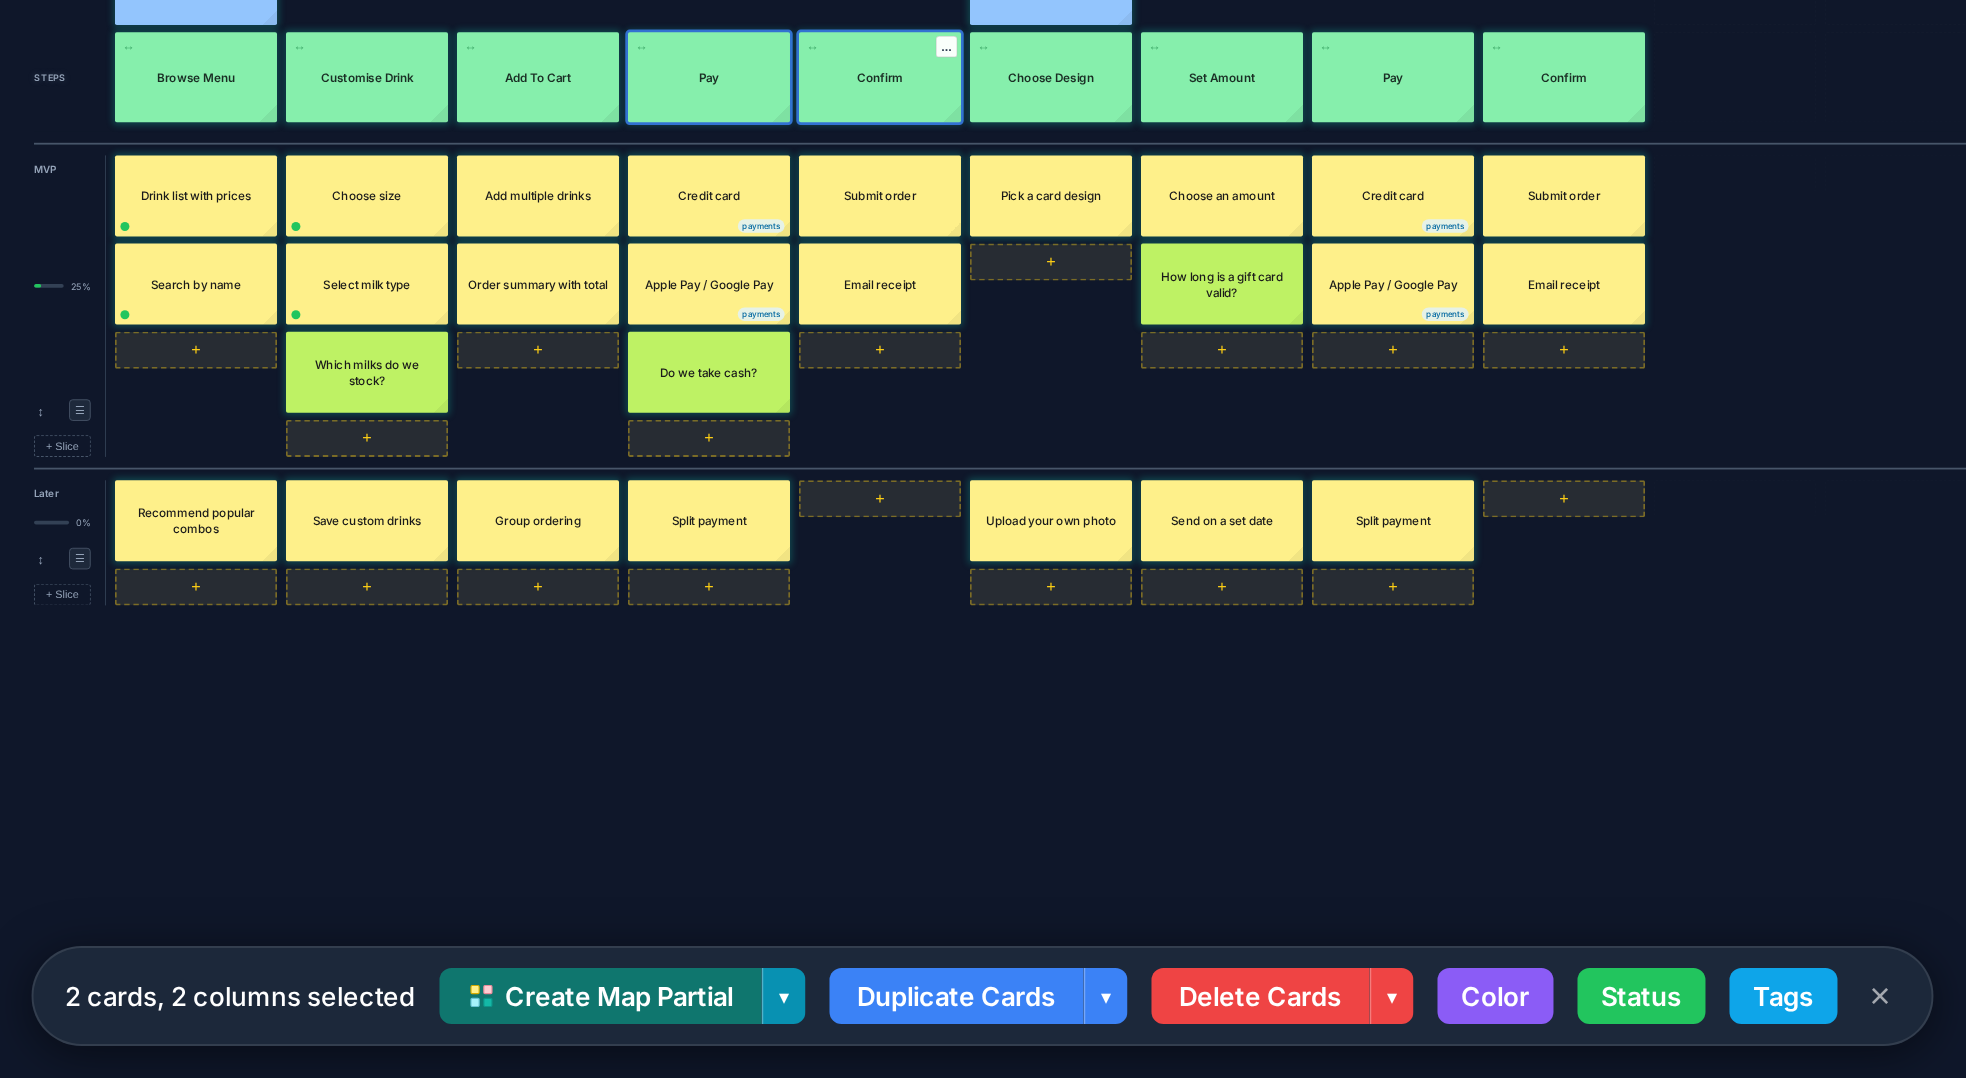 STEPS
Browse Menu
Customise Drink
Add To Cart
Pay
Confirm
...
Choose Design
Set Amount
Pay
Confirm
MVP
Drink list with prices
Choose size
Add multiple drinks
Credit card
payments
Submit order
Pick a card design
Choose an amount
Credit card
payments
Submit order
25%
Search by name
Select milk type
Order summary with total
Apple Pay / Google Pay
payments
Email receipt
+
How long is a gift card
valid?
Apple Pay / Google Pay
payments
Email receipt
+
Which milks do we
stock?
+
Do we take cash?
+
+
+
+
+ Slice
+
+
Later
0%
+ Slice
Recommend popular
combos
Save custom drinks
Group ordering
Split payment
+
Upload your own photo
Send on a set date
Split payment
+
+
+
+
+
+
+
+
2 cards, 2 columns selected
Create Map Partial
Duplicate Cards
Delete Cards
Color
Status
Tags